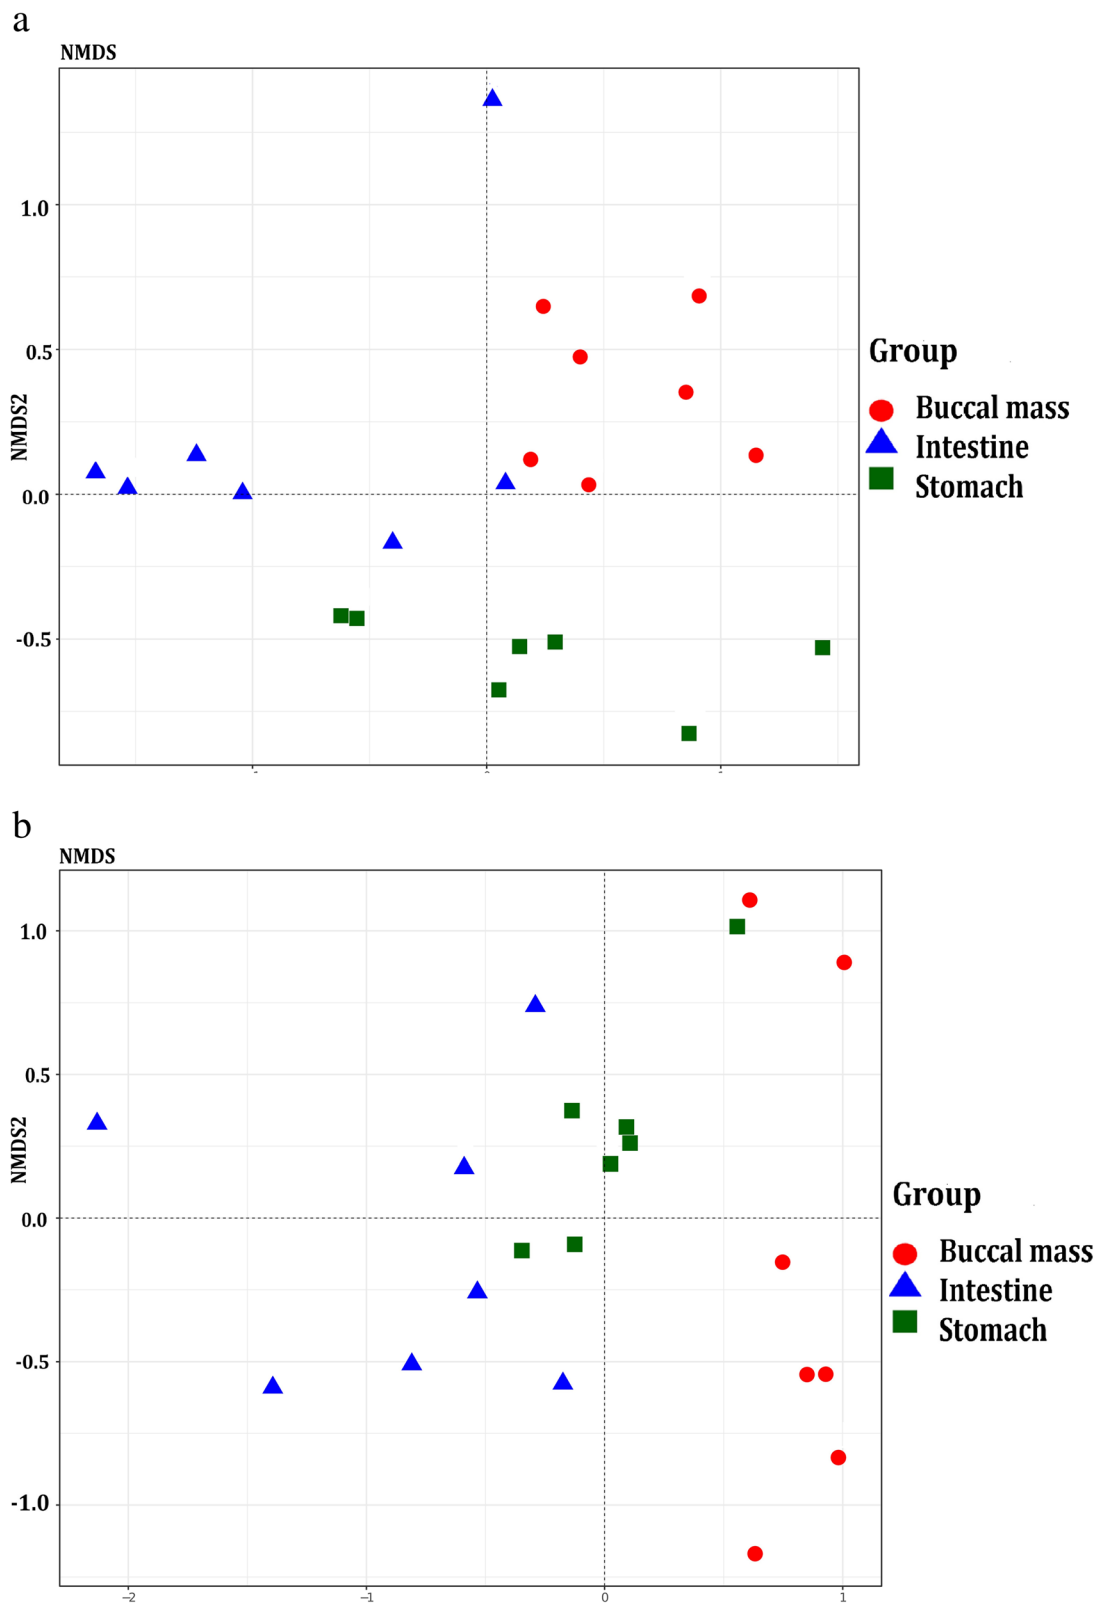 a
NMDS
1.0
0.5
0.0
-0.5
NMDS2
Group
Buccal mass
Intestine
Stomach
b
NMDS
1.0
0.5
0.0
-0.5
-1.0
NMDS2
−2 −1 0 1
Group
Buccal mass
Intestine
Stomach